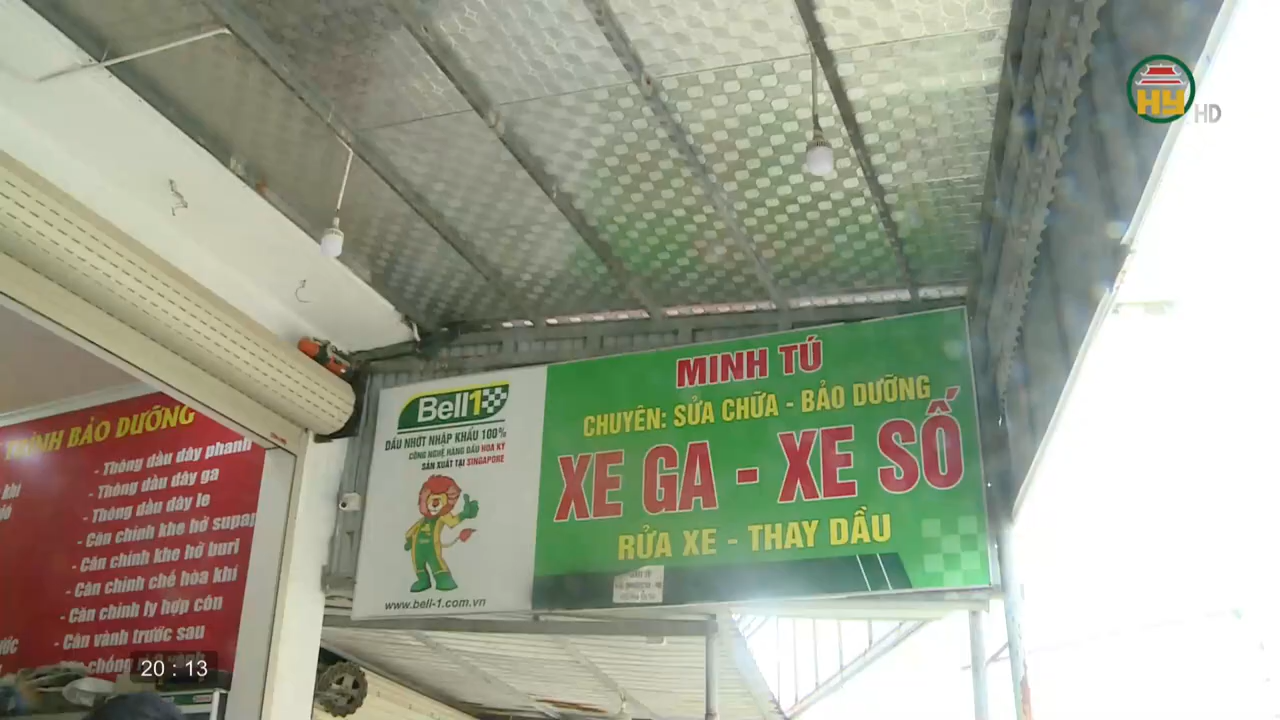 HY HD
MINH TÚ
CHUYÊN: SỬA CHỮA - BẢO DƯỠNG
XE GA - XE SỐ
RỬA XE - THAY DẦU
Bell1
DẦU NHỚT NHẬP KHẨU 100%
CÔNG NGHỆ HÀNG ĐẦU HOA KỲ
SẢN XUẤT TẠI SINGAPORE
www.bell-1.com.vn
TRÌNH BẢO DƯỠNG
- Thông dầu dây phanh
- Thông dầu dây ga
- Thông dầu dây le
- Căn chỉnh khe hở supap
- Căn chỉnh khe hở buri
- Căn chỉnh chế hòa khí
- Căn chỉnh ly hợp côn
- Cân vành trước sau
chống
20 : 13